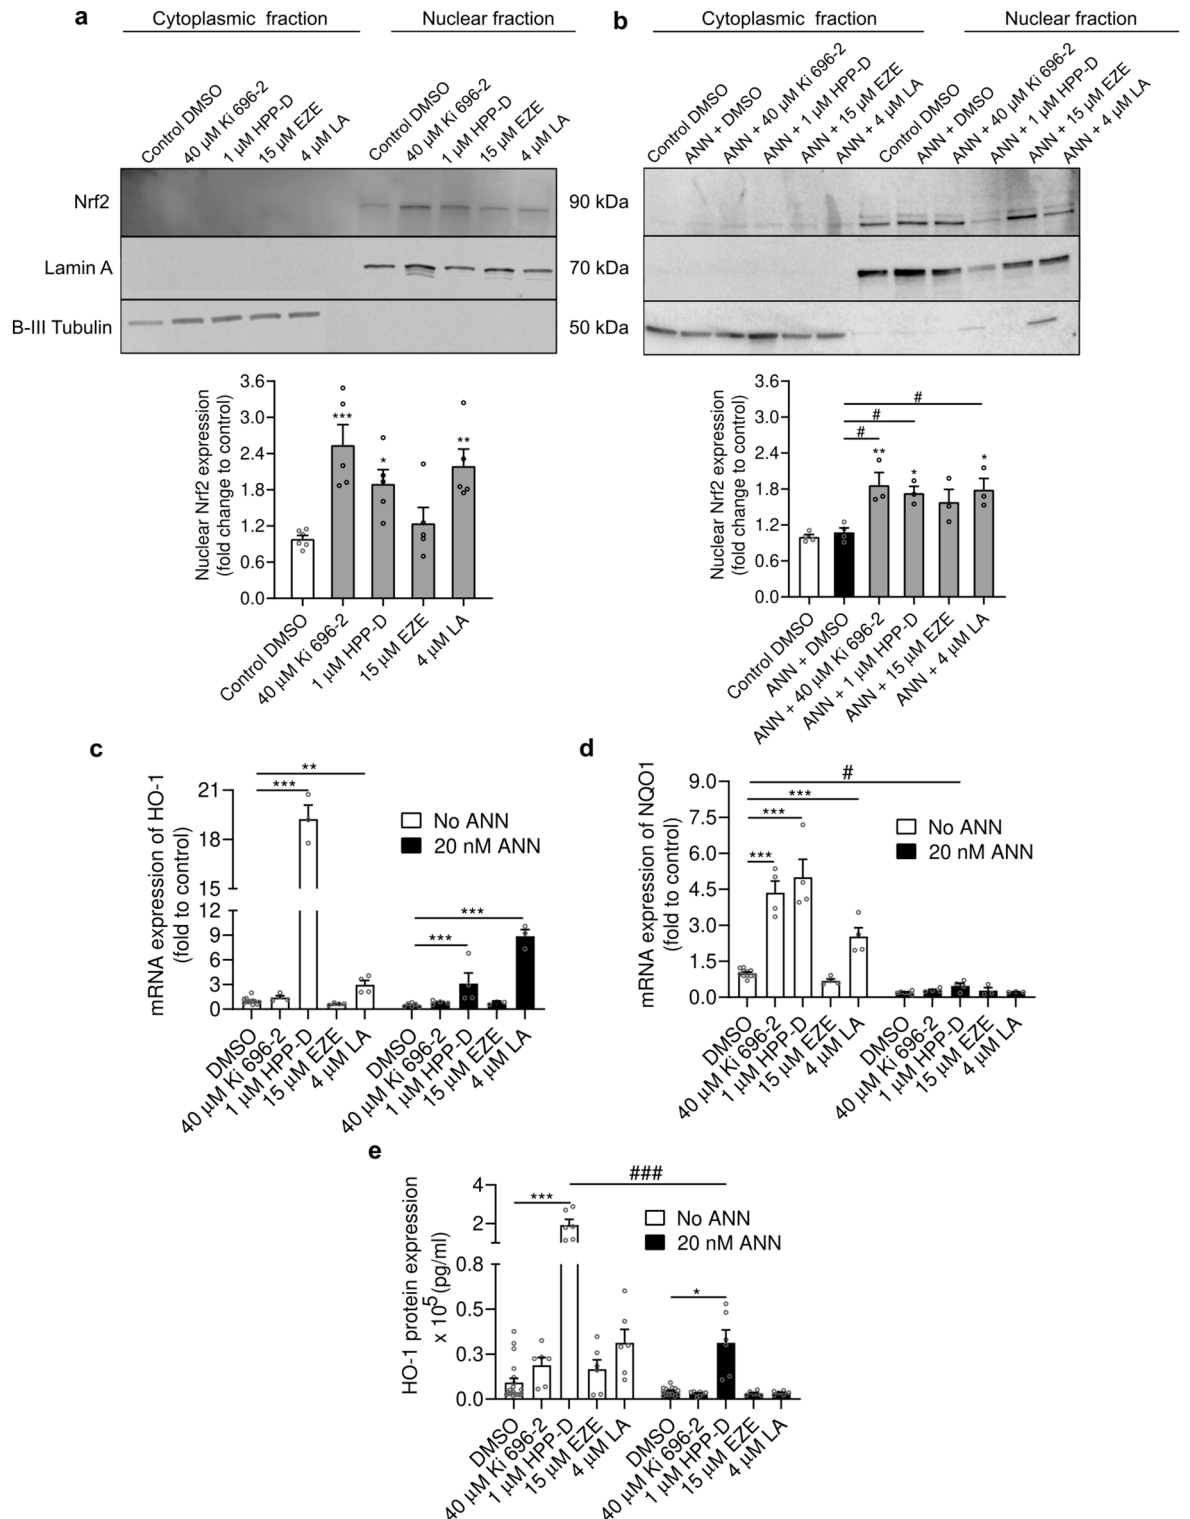 a
Cytoplasmic fraction
Nuclear fraction
Control DMSO
40 μM Ki 696-2
1 μM HPP-D
15 μM EZE
4 μM LA
Control DMSO
40 μM Ki 696-2
1 μM HPP-D
15 μM EZE
4 μM LA
Nrf2
90 kDa
Lamin A
70 kDa
B-III Tubulin
50 kDa
Nuclear Nrf2 expression
(fold change to control)
3.6
3.0
2.4
1.8
1.2
0.6
0.0
***
*
**
Control DMSO
40 μM Ki 696-2
1 μM HPP-D
15 μM EZE
4 μM LA
b
Cytoplasmic fraction
Nuclear fraction
Control DMSO
ANN + DMSO
ANN + 40 μM Ki 696-2
ANN + 1 μM HPP-D
ANN + 15 μM EZE
ANN + 4 μM LA
Control DMSO
ANN + DMSO
ANN + 40 μM Ki 696-2
ANN + 1 μM HPP-D
ANN + 15 μM EZE
ANN + 4 μM LA
Nuclear Nrf2 expression
(fold change to control)
3.6
3.0
2.4
1.8
1.2
0.6
0.0
#
#
#
**
*
*
Control DMSO
ANN + DMSO
ANN + 40 μM Ki 696-2
ANN + 1 μM HPP-D
ANN + 15 μM EZE
ANN + 4 μM LA
c
mRNA expression of HO-1
(fold to control)
21
18
15
12
9
6
3
0
**
***
***
***
No ANN
20 nM ANN
DMSO
40 μM Ki 696-2
1 μM HPP-D
15 μM EZE
4 μM LA
DMSO
40 μM Ki 696-2
1 μM HPP-D
15 μM EZE
4 μM LA
d
mRNA expression of NQO1
(fold to control)
9.0
7.5
6.0
4.5
3.0
1.5
0.0
#
***
***
***
No ANN
20 nM ANN
DMSO
40 μM Ki 696-2
1 μM HPP-D
15 μM EZE
4 μM LA
DMSO
40 μM Ki 696-2
1 μM HPP-D
15 μM EZE
4 μM LA
e
HO-1 protein expression
x 10⁵ (pg/ml)
4
2
0.8
0.5
0.3
0.0
***
###
*
No ANN
20 nM ANN
DMSO
40 μM Ki 696-2
1 μM HPP-D
15 μM EZE
4 μM LA
DMSO
40 μM Ki 696-2
1 μM HPP-D
15 μM EZE
4 μM LA